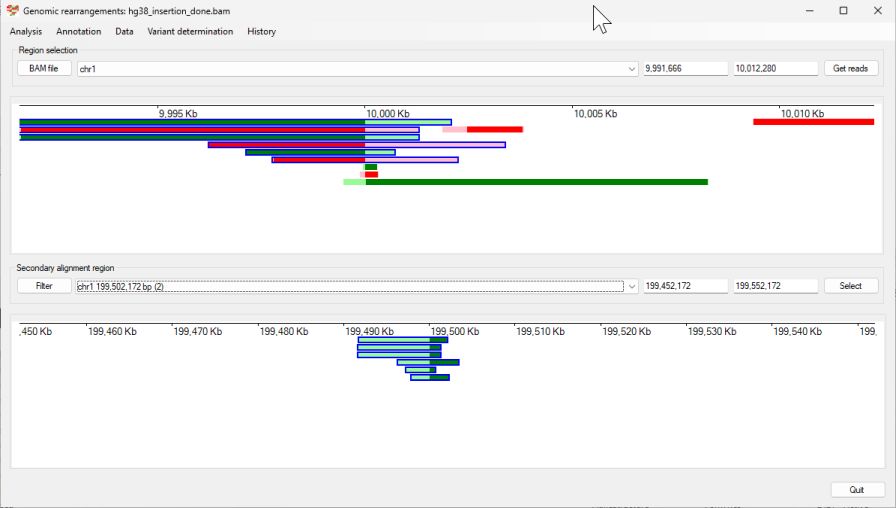 Genomic rearrangements: hg38_insertion_done.bam
Analysis Annotation Data Variant determination History
Region selection
BAM file chr1 9,991,666 10,012,280 Get reads
9,995 Kb 10,000 Kb 10,005 Kb 10,010 Kb
Secondary alignment region
Filter chr1 199,502,172 bp (2) 199,452,172 199,552,172 Select
,450 Kb 199,460 Kb 199,470 Kb 199,480 Kb 199,490 Kb 199,500 Kb 199,510 Kb 199,520 Kb 199,530 Kb 199,540 Kb 199,
Quit